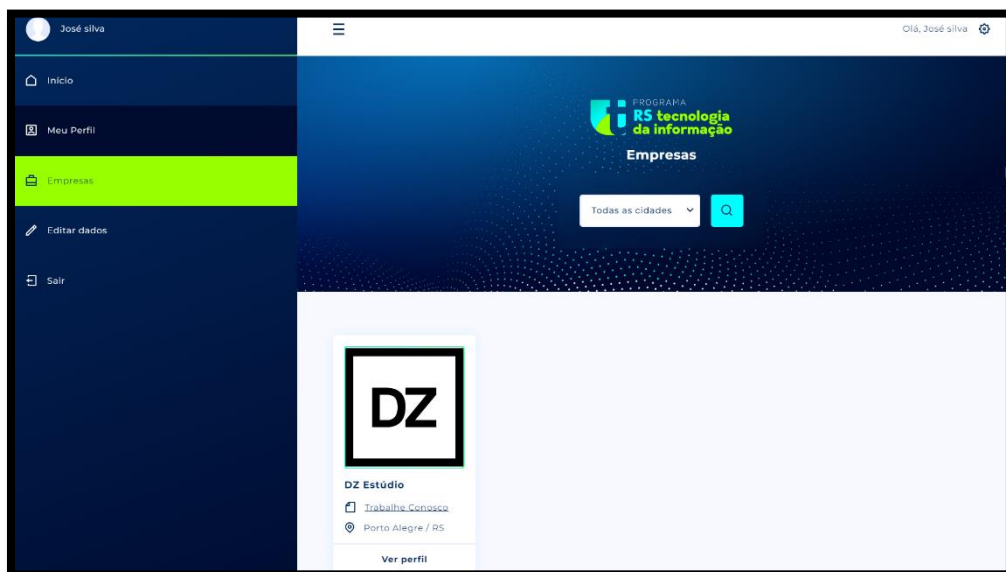 José silva
Olá, José silva
Início
Meu Perfil
Empresas
Editar dados
Sair
PROGRAMA
RS tecnologia
da informação
Empresas
Todas as cidades
DZ
DZ Estúdio
Trabalhe Conosco
Porto Alegre / RS
Ver perfil